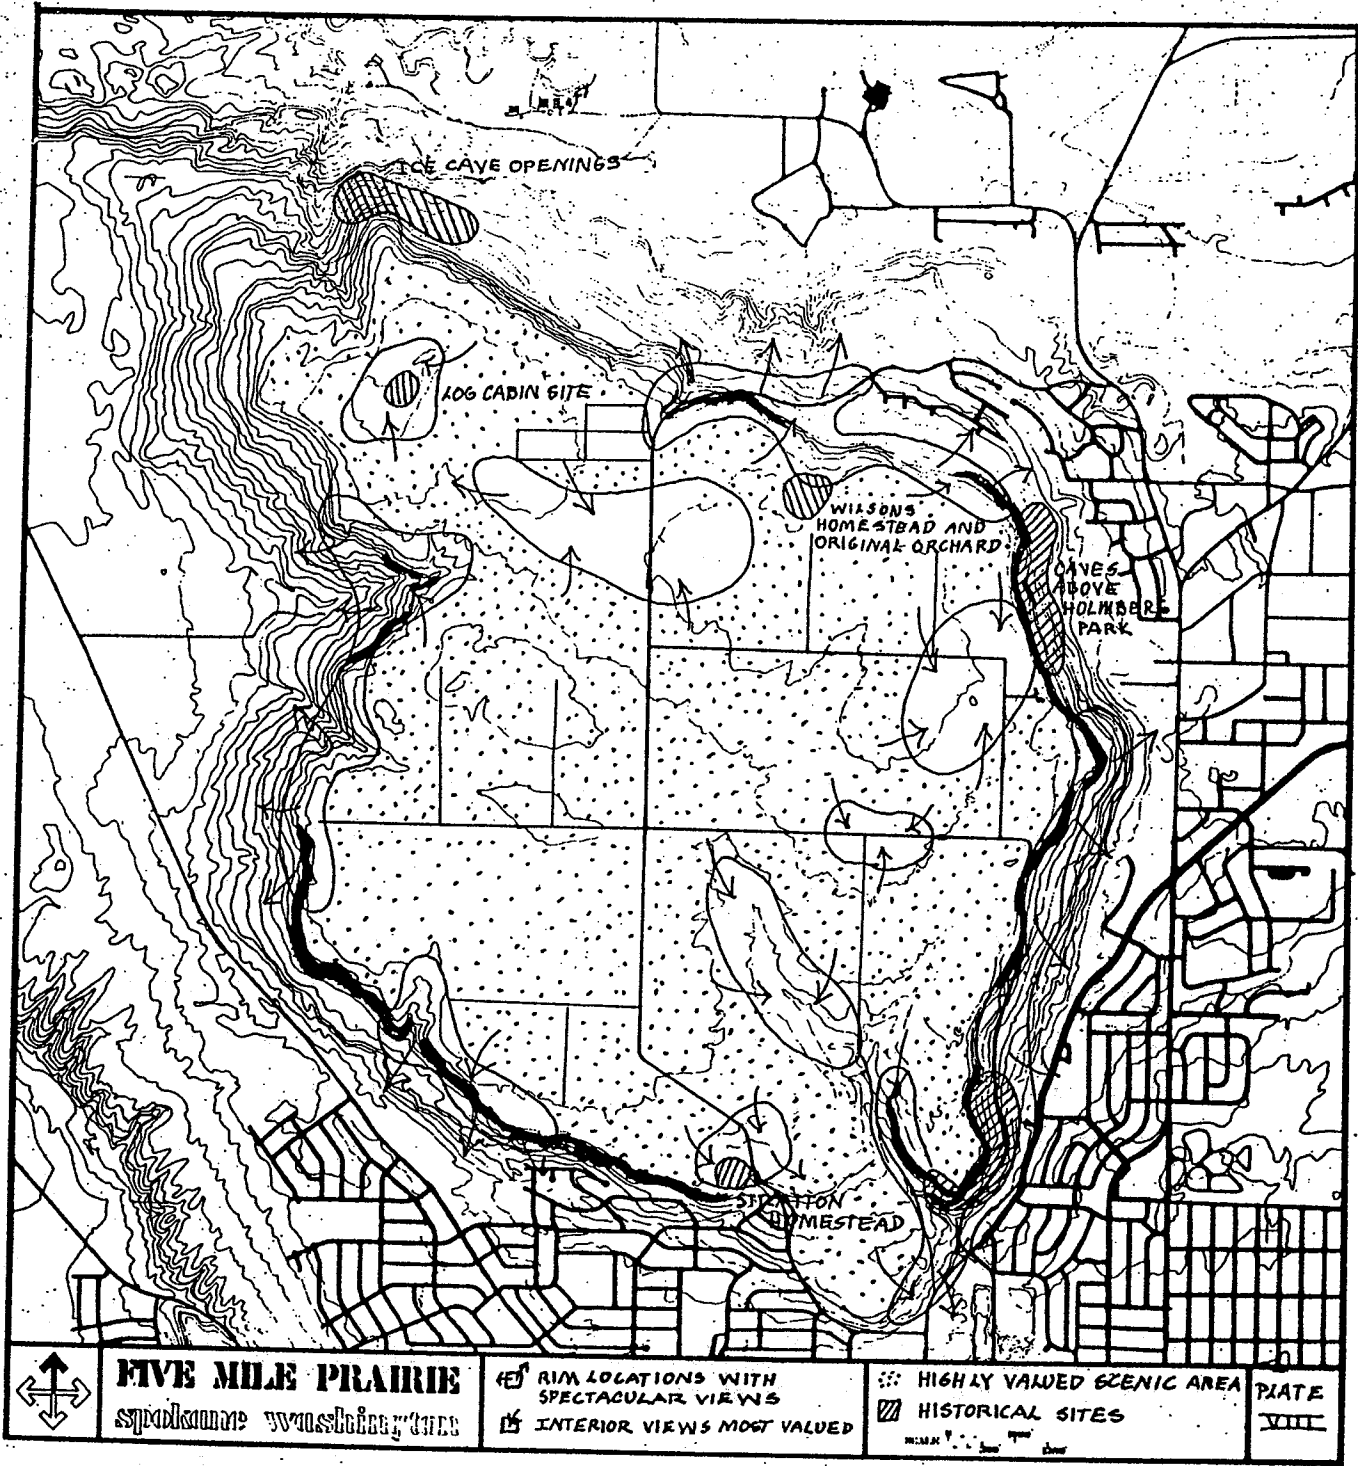 ICE CAVE OPENINGS
LOG CABIN SITE
WILSONS
HOMESTEAD AND
ORIGINAL ORCHARD
CAVES
ABOVE
HOLMBERG
PARK
HOMESTEAD
FIVE MILE PRAIRIE
spokane washington
RIM LOCATIONS WITH
SPECTACULAR VIEWS
INTERIOR VIEWS MOST VALUED
HIGHLY VALUED SCENIC AREA
HISTORICAL SITES
PLATE
VIII